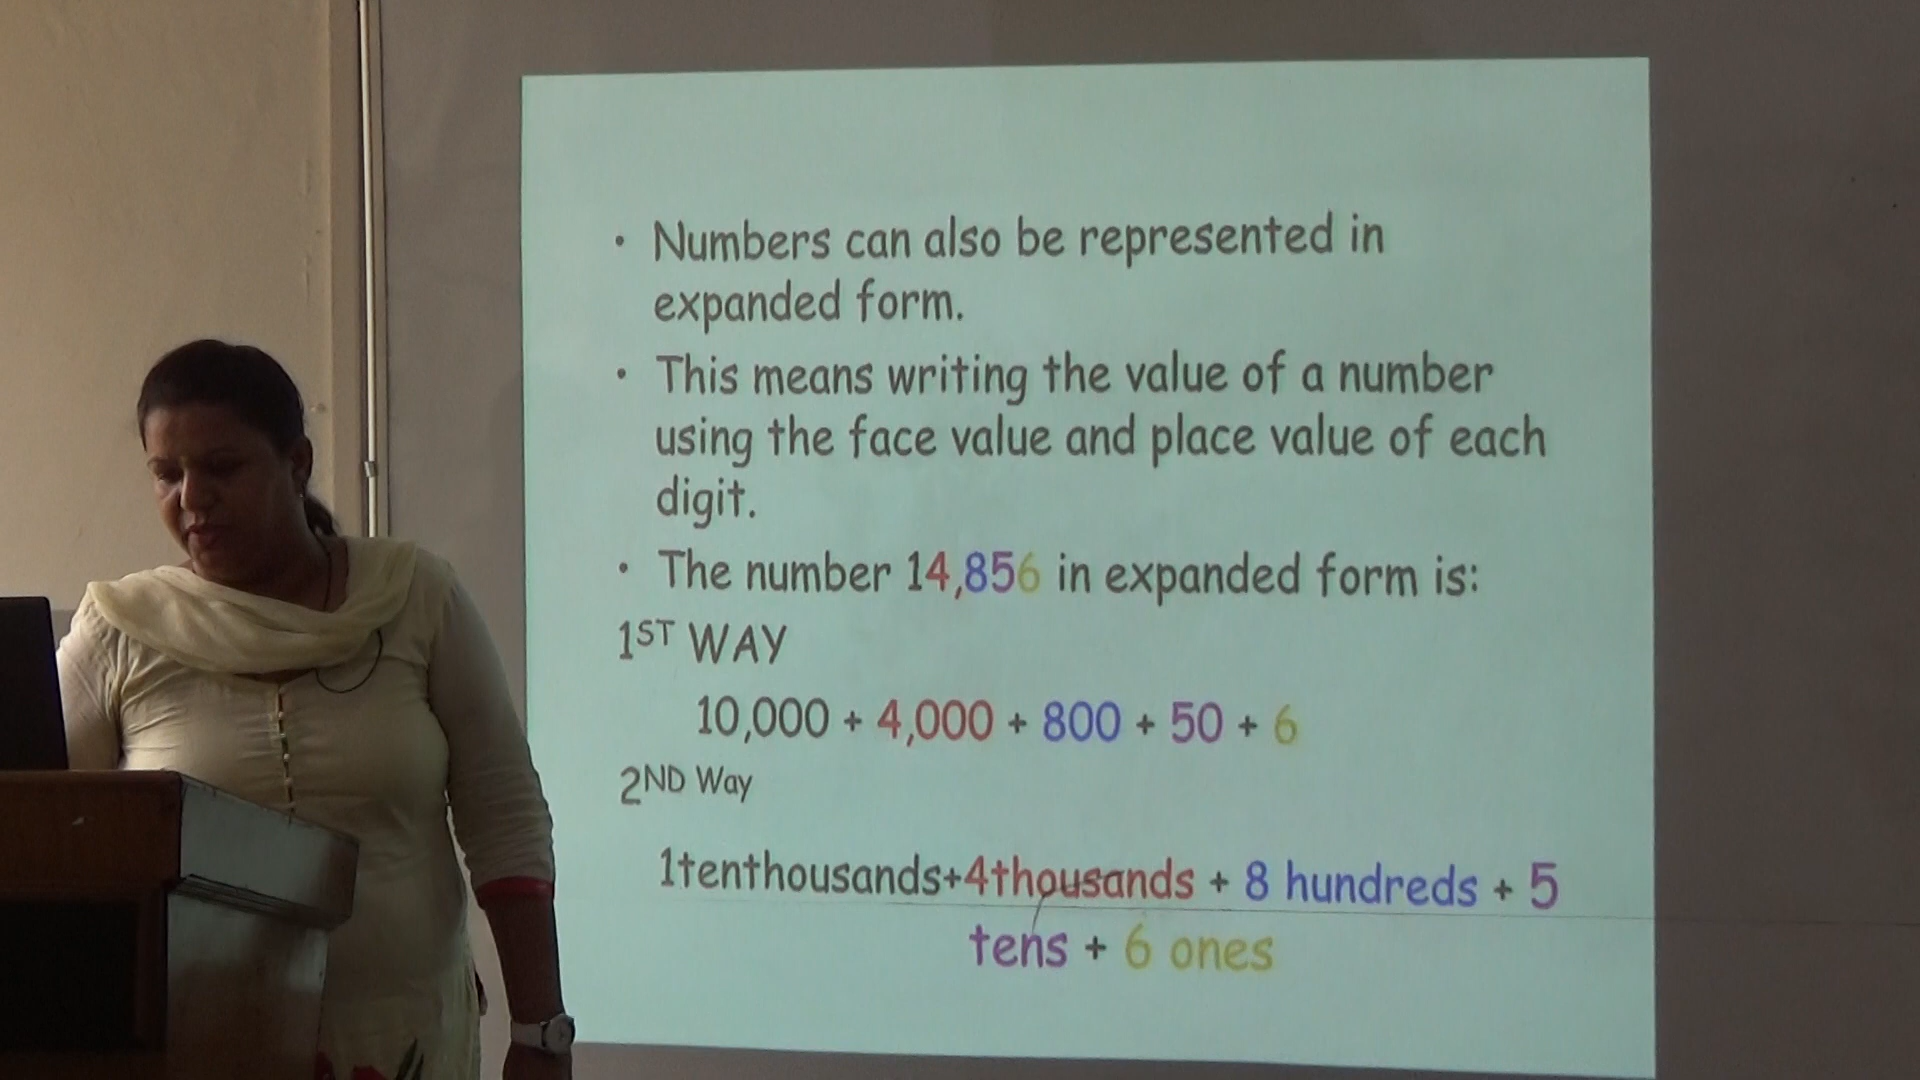 • Numbers can also be represented in
expanded form.
• This means writing the value of a number
using the face value and place value of each
digit.
• The number 14,856 in expanded form is:
1ST WAY
10,000 + 4,000 + 800 + 50 + 6
2ND Way
1tenthousands+4thousands + 8 hundreds + 5
tens + 6 ones